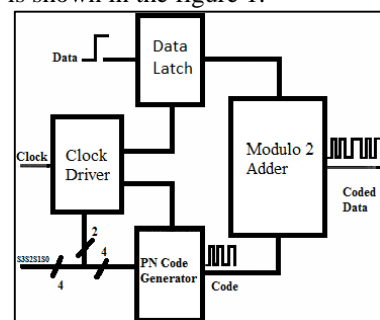 is shown in the figure 1.
Data
Data
Latch
Clock
Clock
Driver
Modulo 2
Adder
Coded
Data
2
S3S2S1S0
4
4
PN Code
Generator
Code